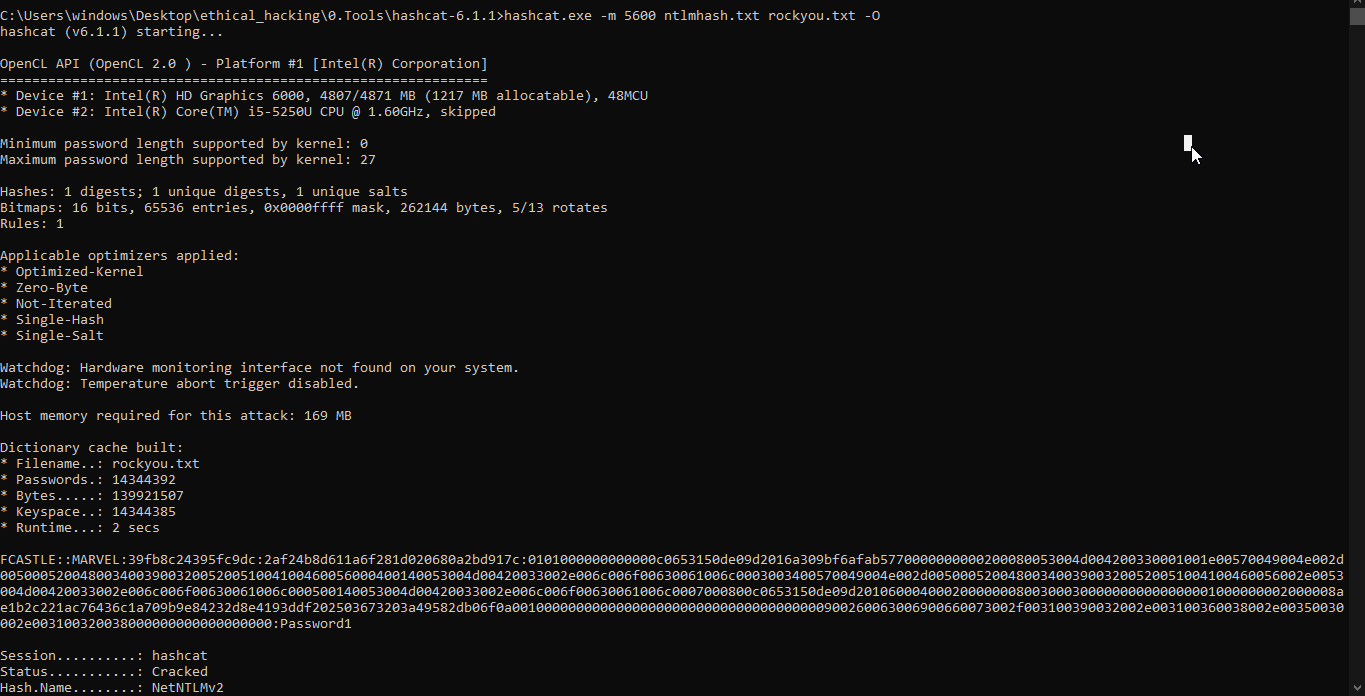 C:\Users\windows\Desktop\ethical_hacking\0.Tools\hashcat-6.1.1>hashcat.exe -m 5600 ntlmhash.txt rockyou.txt -O
hashcat (v6.1.1) starting...
OpenCL API (OpenCL 2.0 ) - Platform #1 [Intel(R) Corporation]
=============================================================
* Device #1: Intel(R) HD Graphics 6000, 4807/4871 MB (1217 MB allocatable), 48MCU
* Device #2: Intel(R) Core(TM) i5-5250U CPU @ 1.60GHz, skipped
Minimum password length supported by kernel: 0
Maximum password length supported by kernel: 27
Hashes: 1 digests; 1 unique digests, 1 unique salts
Bitmaps: 16 bits, 65536 entries, 0x0000ffff mask, 262144 bytes, 5/13 rotates
Rules: 1
Applicable optimizers applied:
* Optimized-Kernel
* Zero-Byte
* Not-Iterated
* Single-Hash
* Single-Salt
Watchdog: Hardware monitoring interface not found on your system.
Watchdog: Temperature abort trigger disabled.
Host memory required for this attack: 169 MB
Dictionary cache built:
* Filename..: rockyou.txt
* Passwords.: 14344392
* Bytes.....: 139921507
* Keyspace..: 14344385
* Runtime...: 2 secs
FCASTLE::MARVEL:39fb8c24395fc9dc:2af24b8d611a6f281d020680a2bd917c:0101000000000000c0653150de09d2016a309bf6afab5770000000000200080053004d004200330001001e00570049004e002d
00500052004800340039003200520051004100460056000400140053004d00420033002e006c006f00630061006c0003003400570049004e002d00500052004800340039003200520051004100460056002e0053
004d00420033002e006c006f00630061006c000500140053004d00420033002e006c006f00630061006c0007000800c0653150de09d2010600040002000000080030003000000000000000010000000002000008a
e1b2c221ac76436c1a709b9e84232d8e4193ddf202503673203a49582db06f0a001000000000000000000000000000000000000900260063006900660073002f003100390032002e003100360038002e00350030
002e00310032003800000000000000000000:Password1
Session..........: hashcat
Status...........: Cracked
Hash.Name........: NetNTLMv2